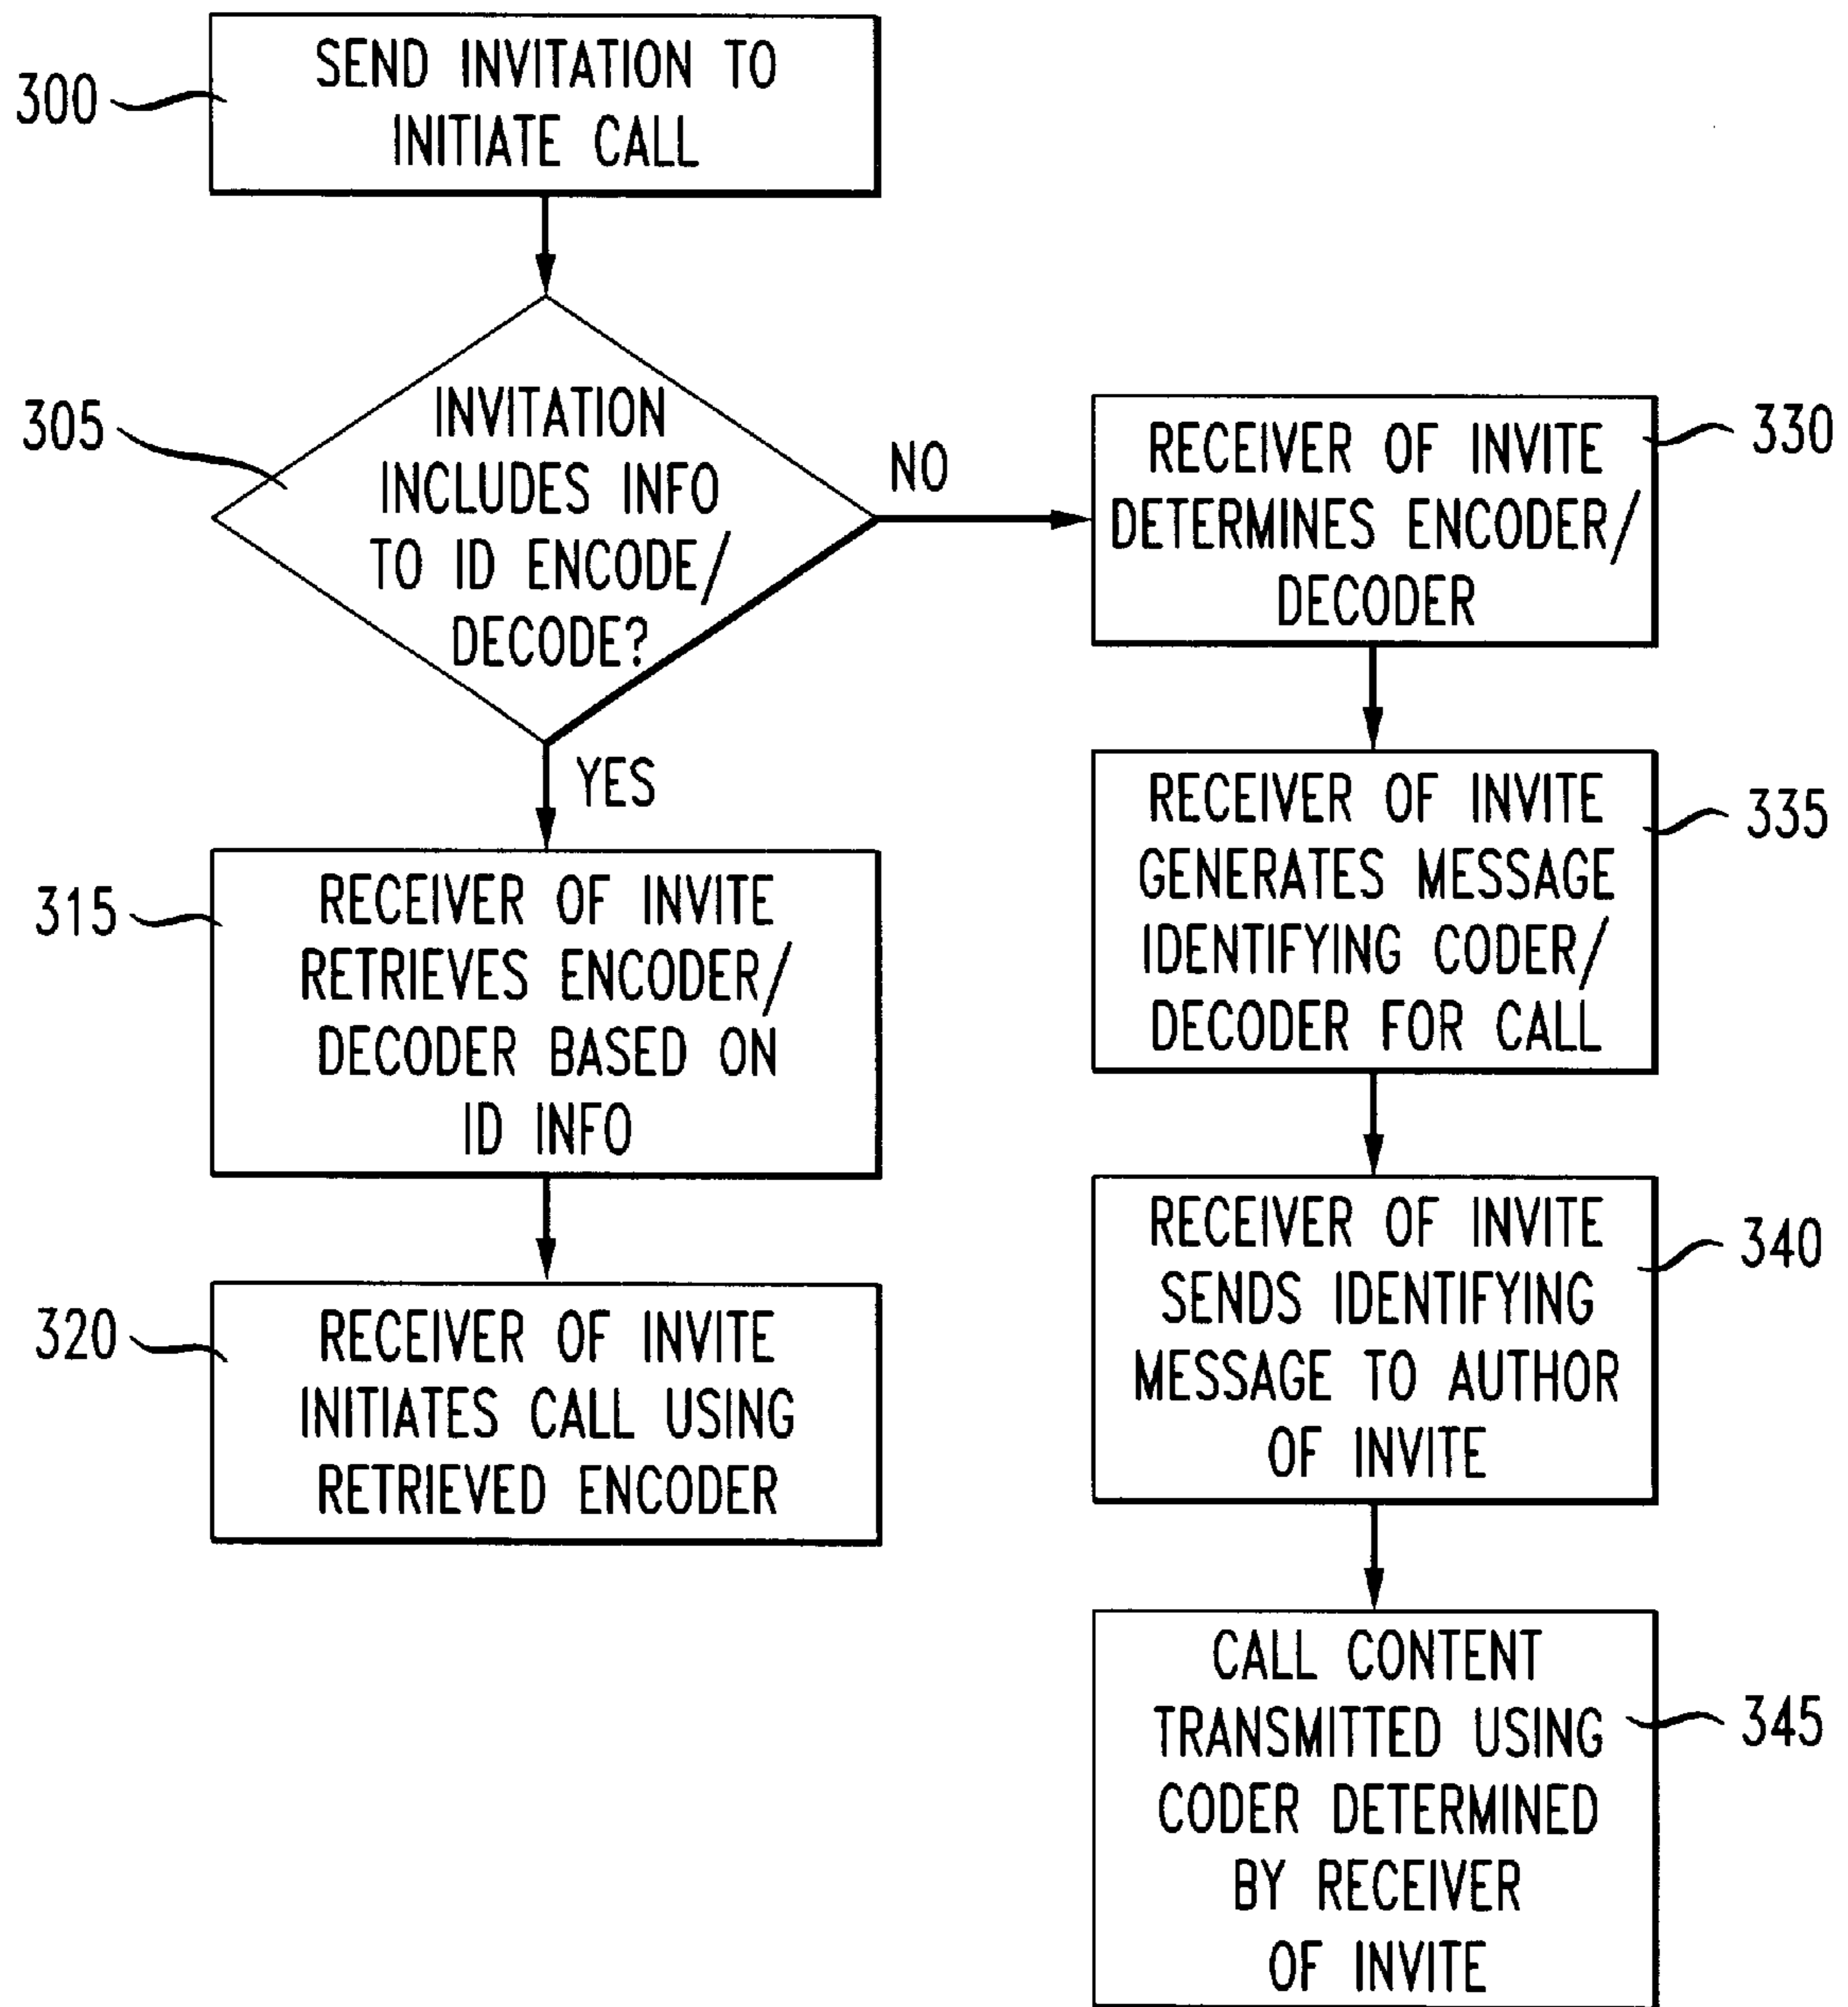 300
SEND INVITATION TO
INITIATE CALL
305
INVITATION
INCLUDES INFO
TO ID ENCODE/
DECODE?
NO
YES
315
RECEIVER OF INVITE
RETRIEVES ENCODER/
DECODER BASED ON
ID INFO
320
RECEIVER OF INVITE
INITIATES CALL USING
RETRIEVED ENCODER
330
RECEIVER OF INVITE
DETERMINES ENCODER/
DECODER
335
RECEIVER OF INVITE
GENERATES MESSAGE
IDENTIFYING CODER/
DECODER FOR CALL
340
RECEIVER OF INVITE
SENDS IDENTIFYING
MESSAGE TO AUTHOR
OF INVITE
345
CALL CONTENT
TRANSMITTED USING
CODER DETERMINED
BY RECEIVER
OF INVITE